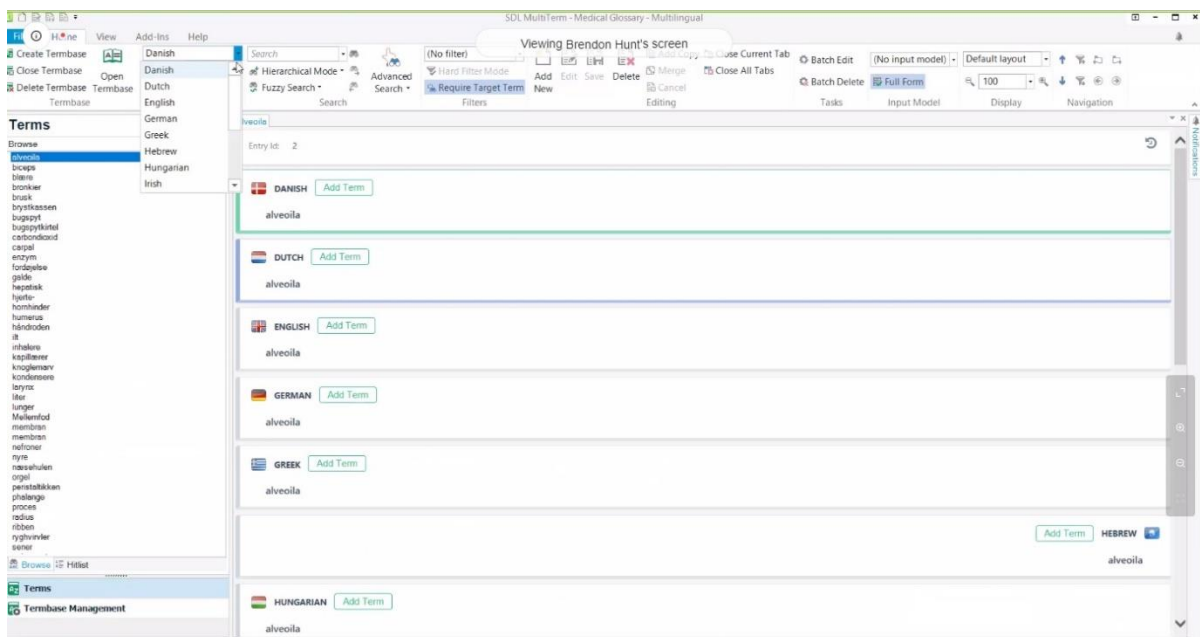 SDL MultiTerm - Medical Glossary - Multilingual
Viewing Brendon Hunt's screen
Home View Add-Ins Help
Create Termbase
Close Termbase
Delete Termbase
Open
Termbase
Termbase
Danish
Danish
Dutch
English
German
Greek
Hebrew
Hungarian
Irish
Search
Hierarchical Mode
Fuzzy Search
Advanced
Search
Search
(No filter)
Hard Filter Mode
Require Target Term
Filters
Add
New
Edit Save Delete
Add Copy
Merge
Cancel
Close Current Tab
Close All Tabs
Editing
Batch Edit
Batch Delete
Tasks
(No input model)
Full Form
Input Model
Default layout
100
Display
Navigation
Notifications
Terms
Browse
alveoila
biceps
blære
bronkier
brusk
brystkassen
bugspyt
bugspytkirtel
carbondioxid
carpal
enzym
fordøjelse
galde
hepatisk
hjerte-
hornhinder
humerus
håndroden
ilt
inhalere
kapillærer
knoglemarv
kondensere
larynx
liter
lunger
Mellemfod
membran
membran
nefroner
nyre
næsehulen
orgel
peristaltikken
phalango
proces
radius
ribben
ryghvirvler
sener
Browse Hitlist
Terms
Termbase Management
alveoila
Entry Id: 2
DANISH Add Term
alveoila
DUTCH Add Term
alveoila
ENGLISH Add Term
alveoila
GERMAN Add Term
alveoila
GREEK Add Term
alveoila
Add Term HEBREW
alveoila
HUNGARIAN Add Term
alveoila